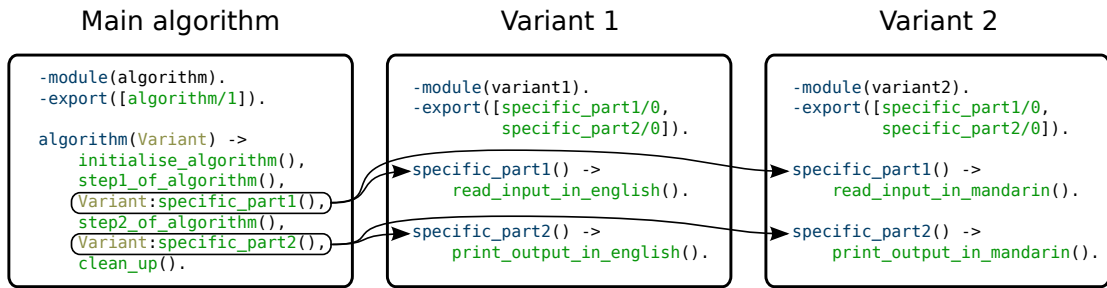 Main algorithm
-module(algorithm).
-export([algorithm/1]).
algorithm(Variant) ->
initialise_algorithm(),
step1_of_algorithm(),
Variant:specific_part1(),
step2_of_algorithm(),
Variant:specific_part2(),
clean_up().
Variant 1
-module(variant1).
-export([specific_part1/0,
specific_part2/0]).
specific_part1() ->
read_input_in_english().
specific_part2() ->
print_output_in_english().
Variant 2
-module(variant2).
-export([specific_part1/0,
specific_part2/0]).
specific_part1() ->
read_input_in_mandarin().
specific_part2() ->
print_output_in_mandarin().